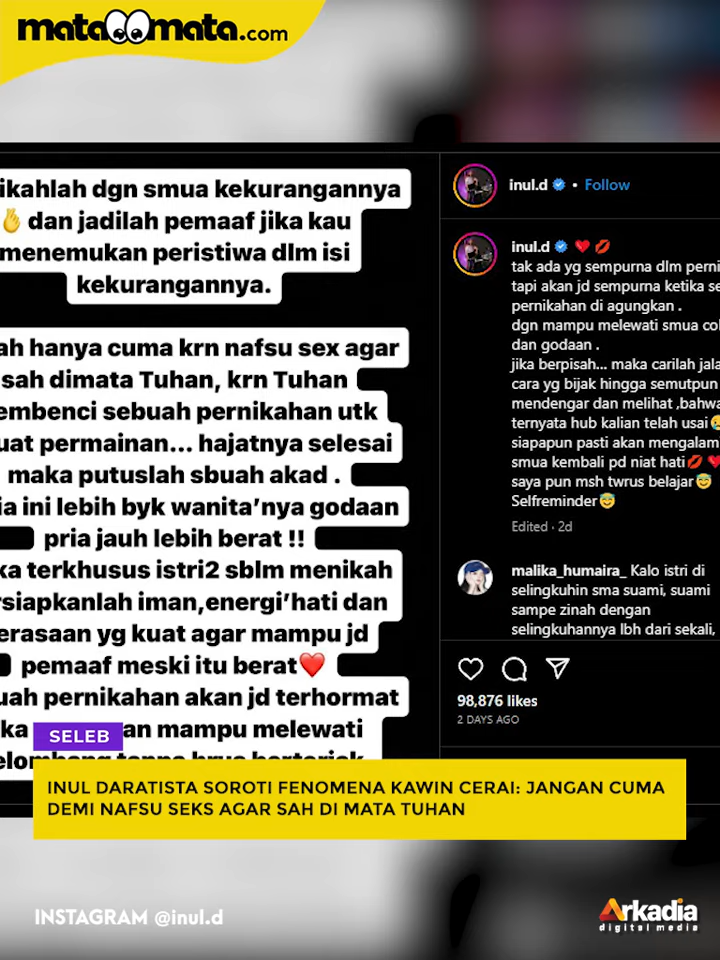 matamata.com
ikahlah dgn smua kekurangannya
🫰 dan jadilah pemaaf jika kau
menemukan peristiwa dlm isi
kekurangannya.
ah hanya cuma krn nafsu sex agar
sah dimata Tuhan, krn Tuhan
embenci sebuah pernikahan utk
uat permainan... hajatnya selesai
maka putuslah sbuah akad .
ia ini lebih byk wanita'nya godaan
pria jauh lebih berat !!
ka terkhusus istri2 sblm menikah
rsiapkanlah iman,energi'hati dan
erasaan yg kuat agar mampu jd
pemaaf meski itu berat❤️
uah pernikahan akan jd terhormat
ka an mampu melewati
inul.d • Follow
inul.d ❤️💋
tak ada yg sempurna dlm perni
tapi akan jd sempurna ketika se
pernikahan di agungkan .
dgn mampu melewati smua co
dan godaan .
jika berpisah... maka carilah jala
cara yg bijak hingga semutpun
mendengar dan melihat ,bahwa
ternyata hub kalian telah usai
siapapun pasti akan mengalam
smua kembali pd niat hati💋❤️
saya pun msh twrus belajar😇
Selfreminder😇
Edited · 2d
malika_humaira_ Kalo istri di
selingkuhin sma suami, suami
sampe zinah dengan
selingkuhannya lbh dari sekali,
98,876 likes
2 DAYS AGO
SELEB
INUL DARATISTA SOROTI FENOMENA KAWIN CERAI: JANGAN CUMA
DEMI NAFSU SEKS AGAR SAH DI MATA TUHAN
INSTAGRAM @inul.d
Arkadia
digital media